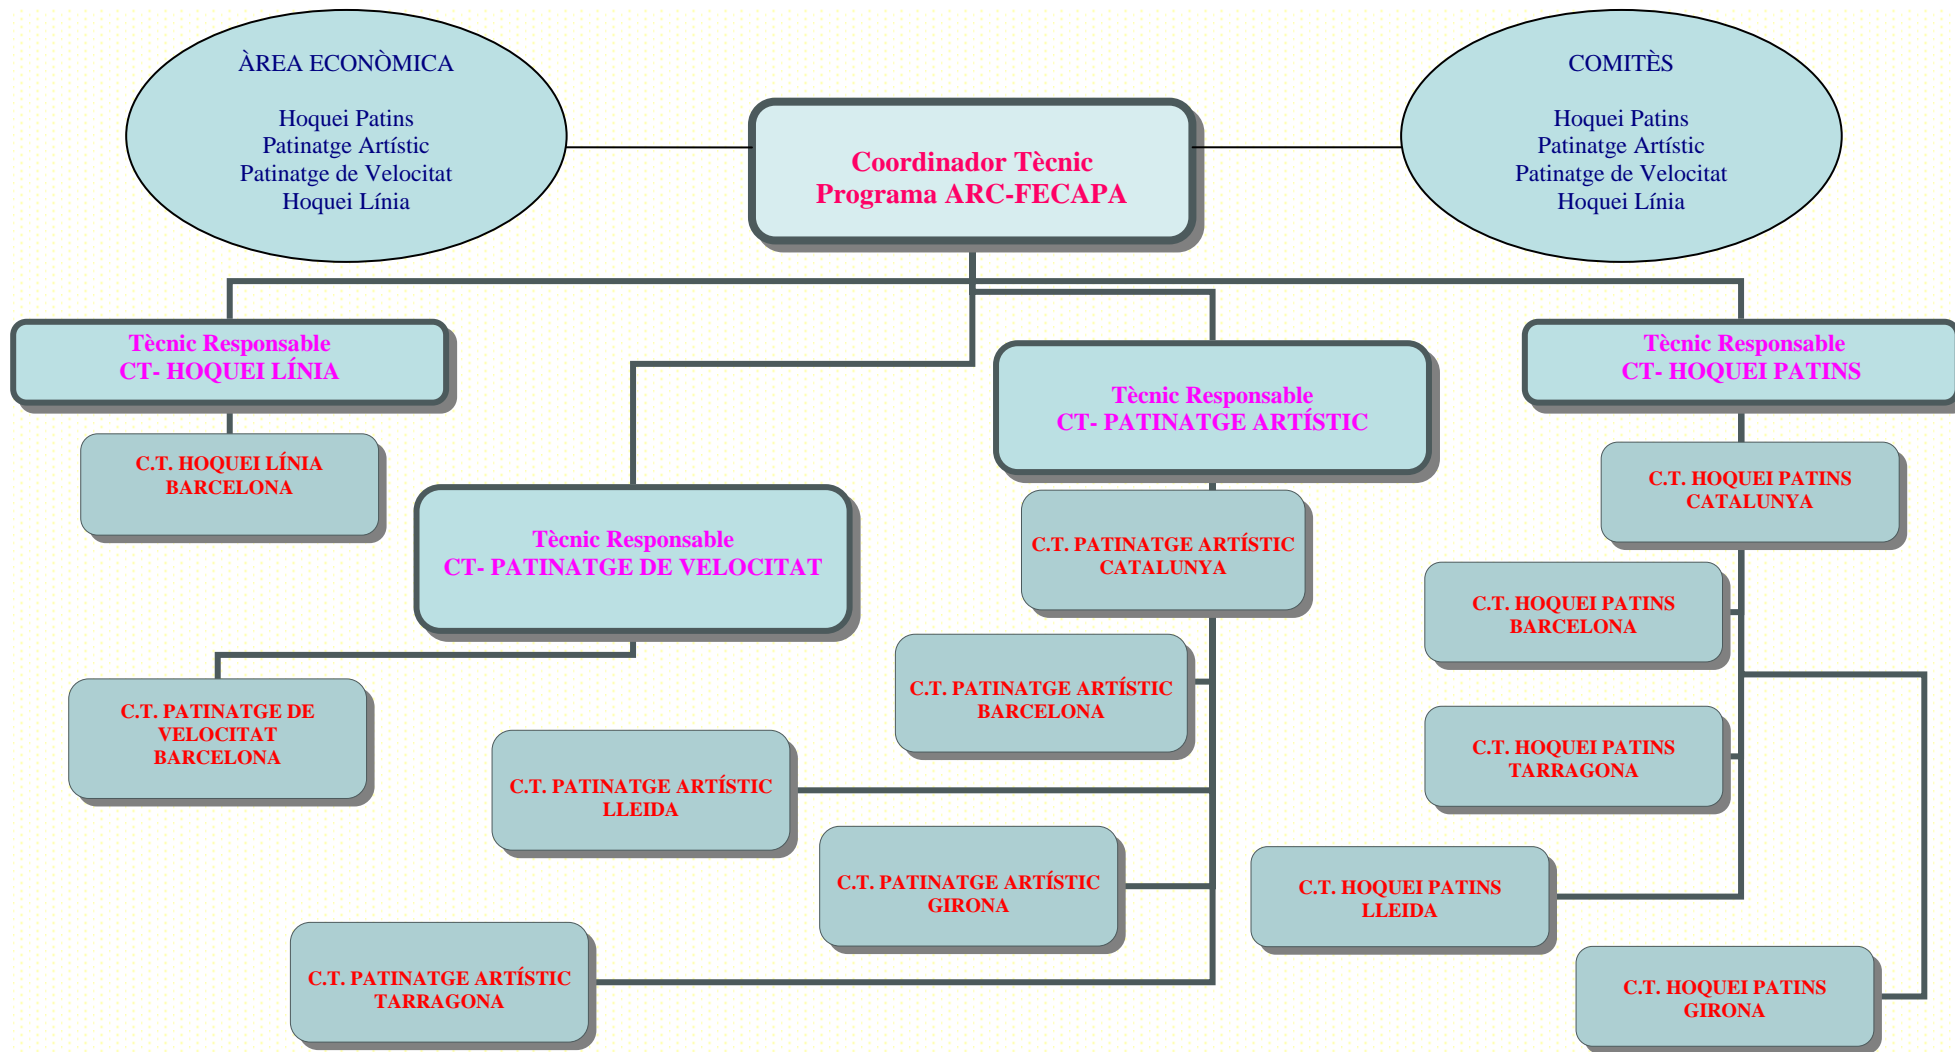 ÀREA ECONÒMICA
Hoquei Patins
Patinatge Artístic
Patinatge de Velocitat
Hoquei Línia
Coordinador Tècnic
Programa ARC-FECAPA
COMITÈS
Hoquei Patins
Patinatge Artístic
Patinatge de Velocitat
Hoquei Línia
Tècnic Responsable
CT- HOQUEI LÍNIA
Tècnic Responsable
CT- PATINATGE DE VELOCITAT
Tècnic Responsable
CT- PATINATGE ARTÍSTIC
Tècnic Responsable
CT- HOQUEI PATINS
C.T. HOQUEI LÍNIA
BARCELONA
C.T. PATINATGE DE
VELOCITAT
BARCELONA
C.T. PATINATGE ARTÍSTIC
CATALUNYA
C.T. PATINATGE ARTÍSTIC
BARCELONA
C.T. PATINATGE ARTÍSTIC
LLEIDA
C.T. PATINATGE ARTÍSTIC
GIRONA
C.T. PATINATGE ARTÍSTIC
TARRAGONA
C.T. HOQUEI PATINS
CATALUNYA
C.T. HOQUEI PATINS
BARCELONA
C.T. HOQUEI PATINS
TARRAGONA
C.T. HOQUEI PATINS
LLEIDA
C.T. HOQUEI PATINS
GIRONA